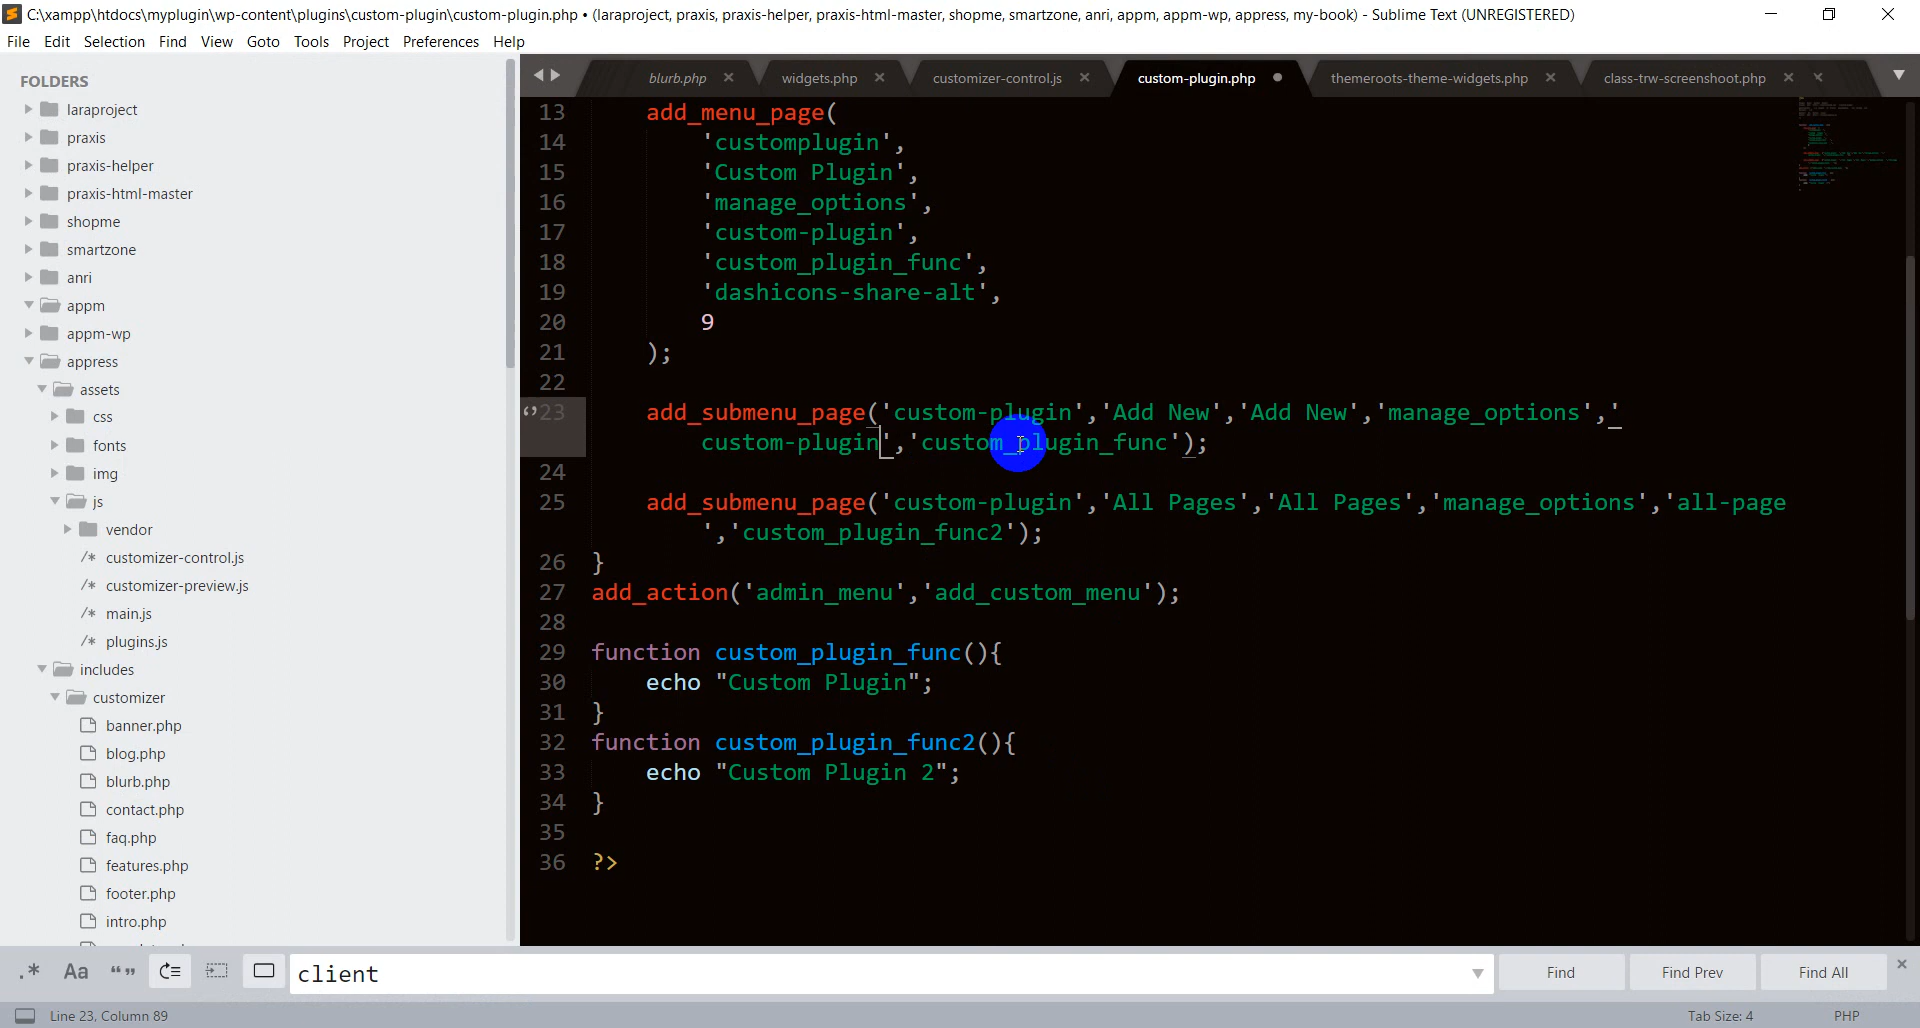 C:\xampp\htdocs\myplugin\wp-content\plugins\custom-plugin\custom-plugin.php • (laraproject, praxis, praxis-helper, praxis-html-master, shopme, smartzone, anri, appm, appm-wp, appress, my-book) - Sublime Text (UNREGISTERED)
File Edit Selection Find View Goto Tools Project Preferences Help
FOLDERS
laraproject
praxis
praxis-helper
praxis-html-master
shopme
smartzone
anri
appm
appm-wp
appress
assets
css
fonts
img
js
vendor
/* customizer-control.js
/* customizer-preview.js
/* main.js
/* plugins.js
includes
customizer
banner.php
blog.php
blurb.php
contact.php
faq.php
features.php
footer.php
intro.php
blurb.php widgets.php customizer-control.js custom-plugin.php themeroots-theme-widgets.php class-trw-screenshoot.php
13 add_menu_page(
14 'customplugin',
15 'Custom Plugin',
16 'manage_options',
17 'custom-plugin',
18 'custom_plugin_func',
19 'dashicons-share-alt',
20 9
21 );
22
23 add_submenu_page('custom-plugin','Add New','Add New','manage_options','
custom-plugin','custom_plugin_func');
24
25 add_submenu_page('custom-plugin','All Pages','All Pages','manage_options','all-page
','custom_plugin_func2');
26 }
27 add_action('admin_menu','add_custom_menu');
28
29 function custom_plugin_func(){
30 echo "Custom Plugin";
31 }
32 function custom_plugin_func2(){
33 echo "Custom Plugin 2";
34 }
35
36 ?>
.* Aa “” client Find Find Prev Find All
Line 23, Column 89 Tab Size: 4 PHP